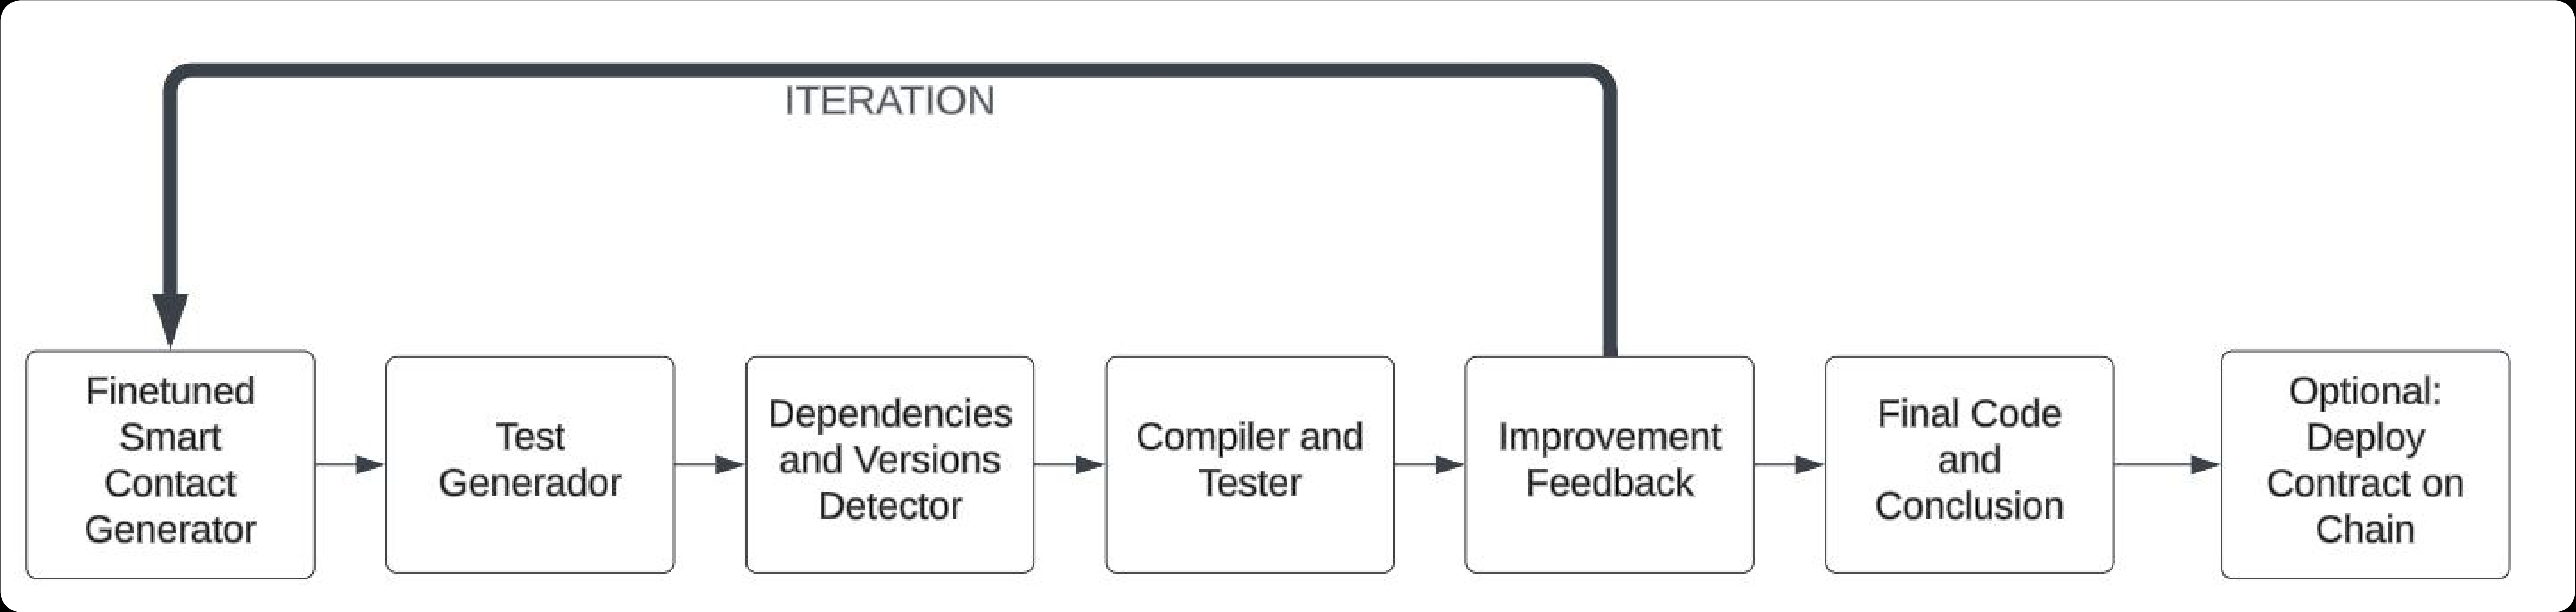 ITERATION
Finetuned
Smart
Contact
Generator
Test
Generador
Dependencies
and Versions
Detector
Compiler and
Tester
Improvement
Feedback
Final Code
and
Conclusion
Optional:
Deploy
Contract on
Chain